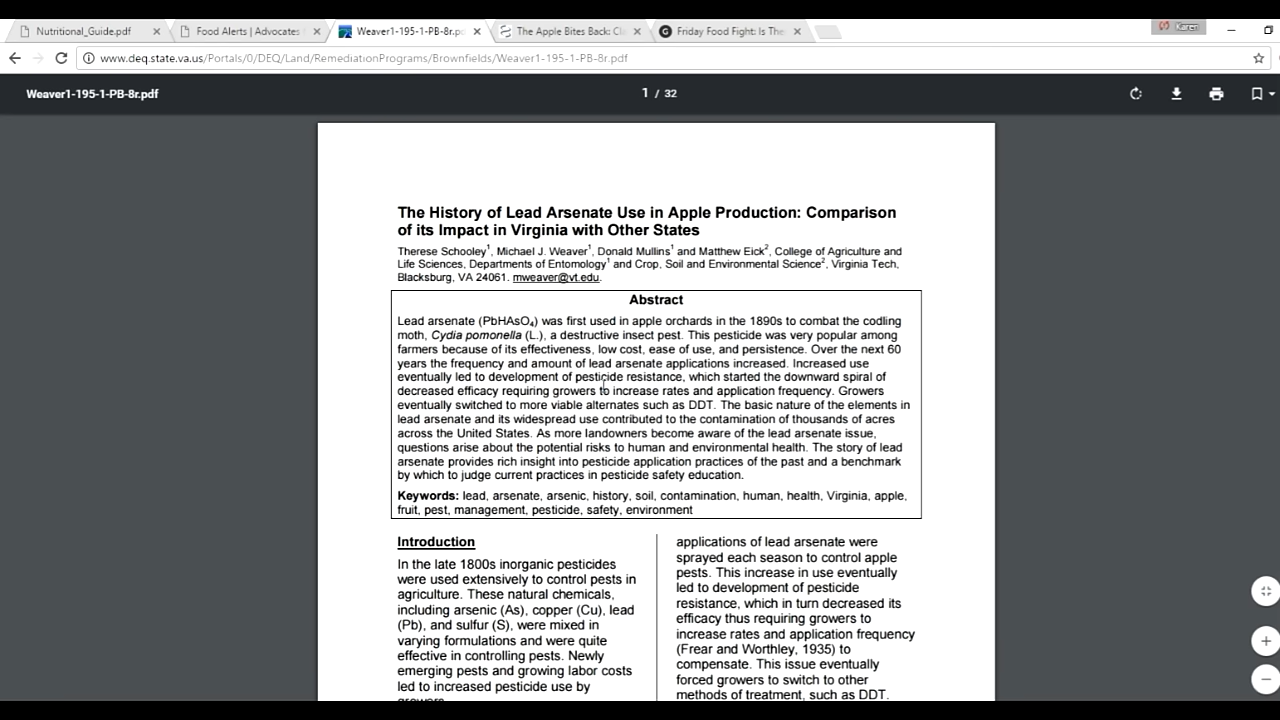 Nutritional_Guide.pdf
Food Alerts | Advocates
Weaver1-195-1-PB-8r.p
The Apple Bites Back: Cl
Friday Food Fight: Is The
Karen
www.deq.state.va.us/Portals/0/DEQ/Land/RemediationPrograms/Brownfields/Weaver1-195-1-PB-8r.pdf
Weaver1-195-1-PB-8r.pdf
1 / 32
The History of Lead Arsenate Use in Apple Production: Comparison
of its Impact in Virginia with Other States
Therese Schooley1, Michael J. Weaver1, Donald Mullins1 and Matthew Eick2, College of Agriculture and
Life Sciences, Departments of Entomology1 and Crop, Soil and Environmental Science2, Virginia Tech,
Blacksburg, VA 24061. mweaver@vt.edu.
Abstract
Lead arsenate (PbHAsO4) was first used in apple orchards in the 1890s to combat the codling
moth, Cydia pomonella (L.), a destructive insect pest. This pesticide was very popular among
farmers because of its effectiveness, low cost, ease of use, and persistence. Over the next 60
years the frequency and amount of lead arsenate applications increased. Increased use
eventually led to development of pesticide resistance, which started the downward spiral of
decreased efficacy requiring growers to increase rates and application frequency. Growers
eventually switched to more viable alternates such as DDT. The basic nature of the elements in
lead arsenate and its widespread use contributed to the contamination of thousands of acres
across the United States. As more landowners become aware of the lead arsenate issue,
questions arise about the potential risks to human and environmental health. The story of lead
arsenate provides rich insight into pesticide application practices of the past and a benchmark
by which to judge current practices in pesticide safety education.
Keywords: lead, arsenate, arsenic, history, soil, contamination, human, health, Virginia, apple,
fruit, pest, management, pesticide, safety, environment
Introduction
In the late 1800s inorganic pesticides
were used extensively to control pests in
agriculture. These natural chemicals,
including arsenic (As), copper (Cu), lead
(Pb), and sulfur (S), were mixed in
varying formulations and were quite
effective in controlling pests. Newly
emerging pests and growing labor costs
led to increased pesticide use by
growers.
applications of lead arsenate were
sprayed each season to control apple
pests. This increase in use eventually
led to development of pesticide
resistance, which in turn decreased its
efficacy thus requiring growers to
increase rates and application frequency
(Frear and Worthley, 1935) to
compensate. This issue eventually
forced growers to switch to other
methods of treatment, such as DDT.